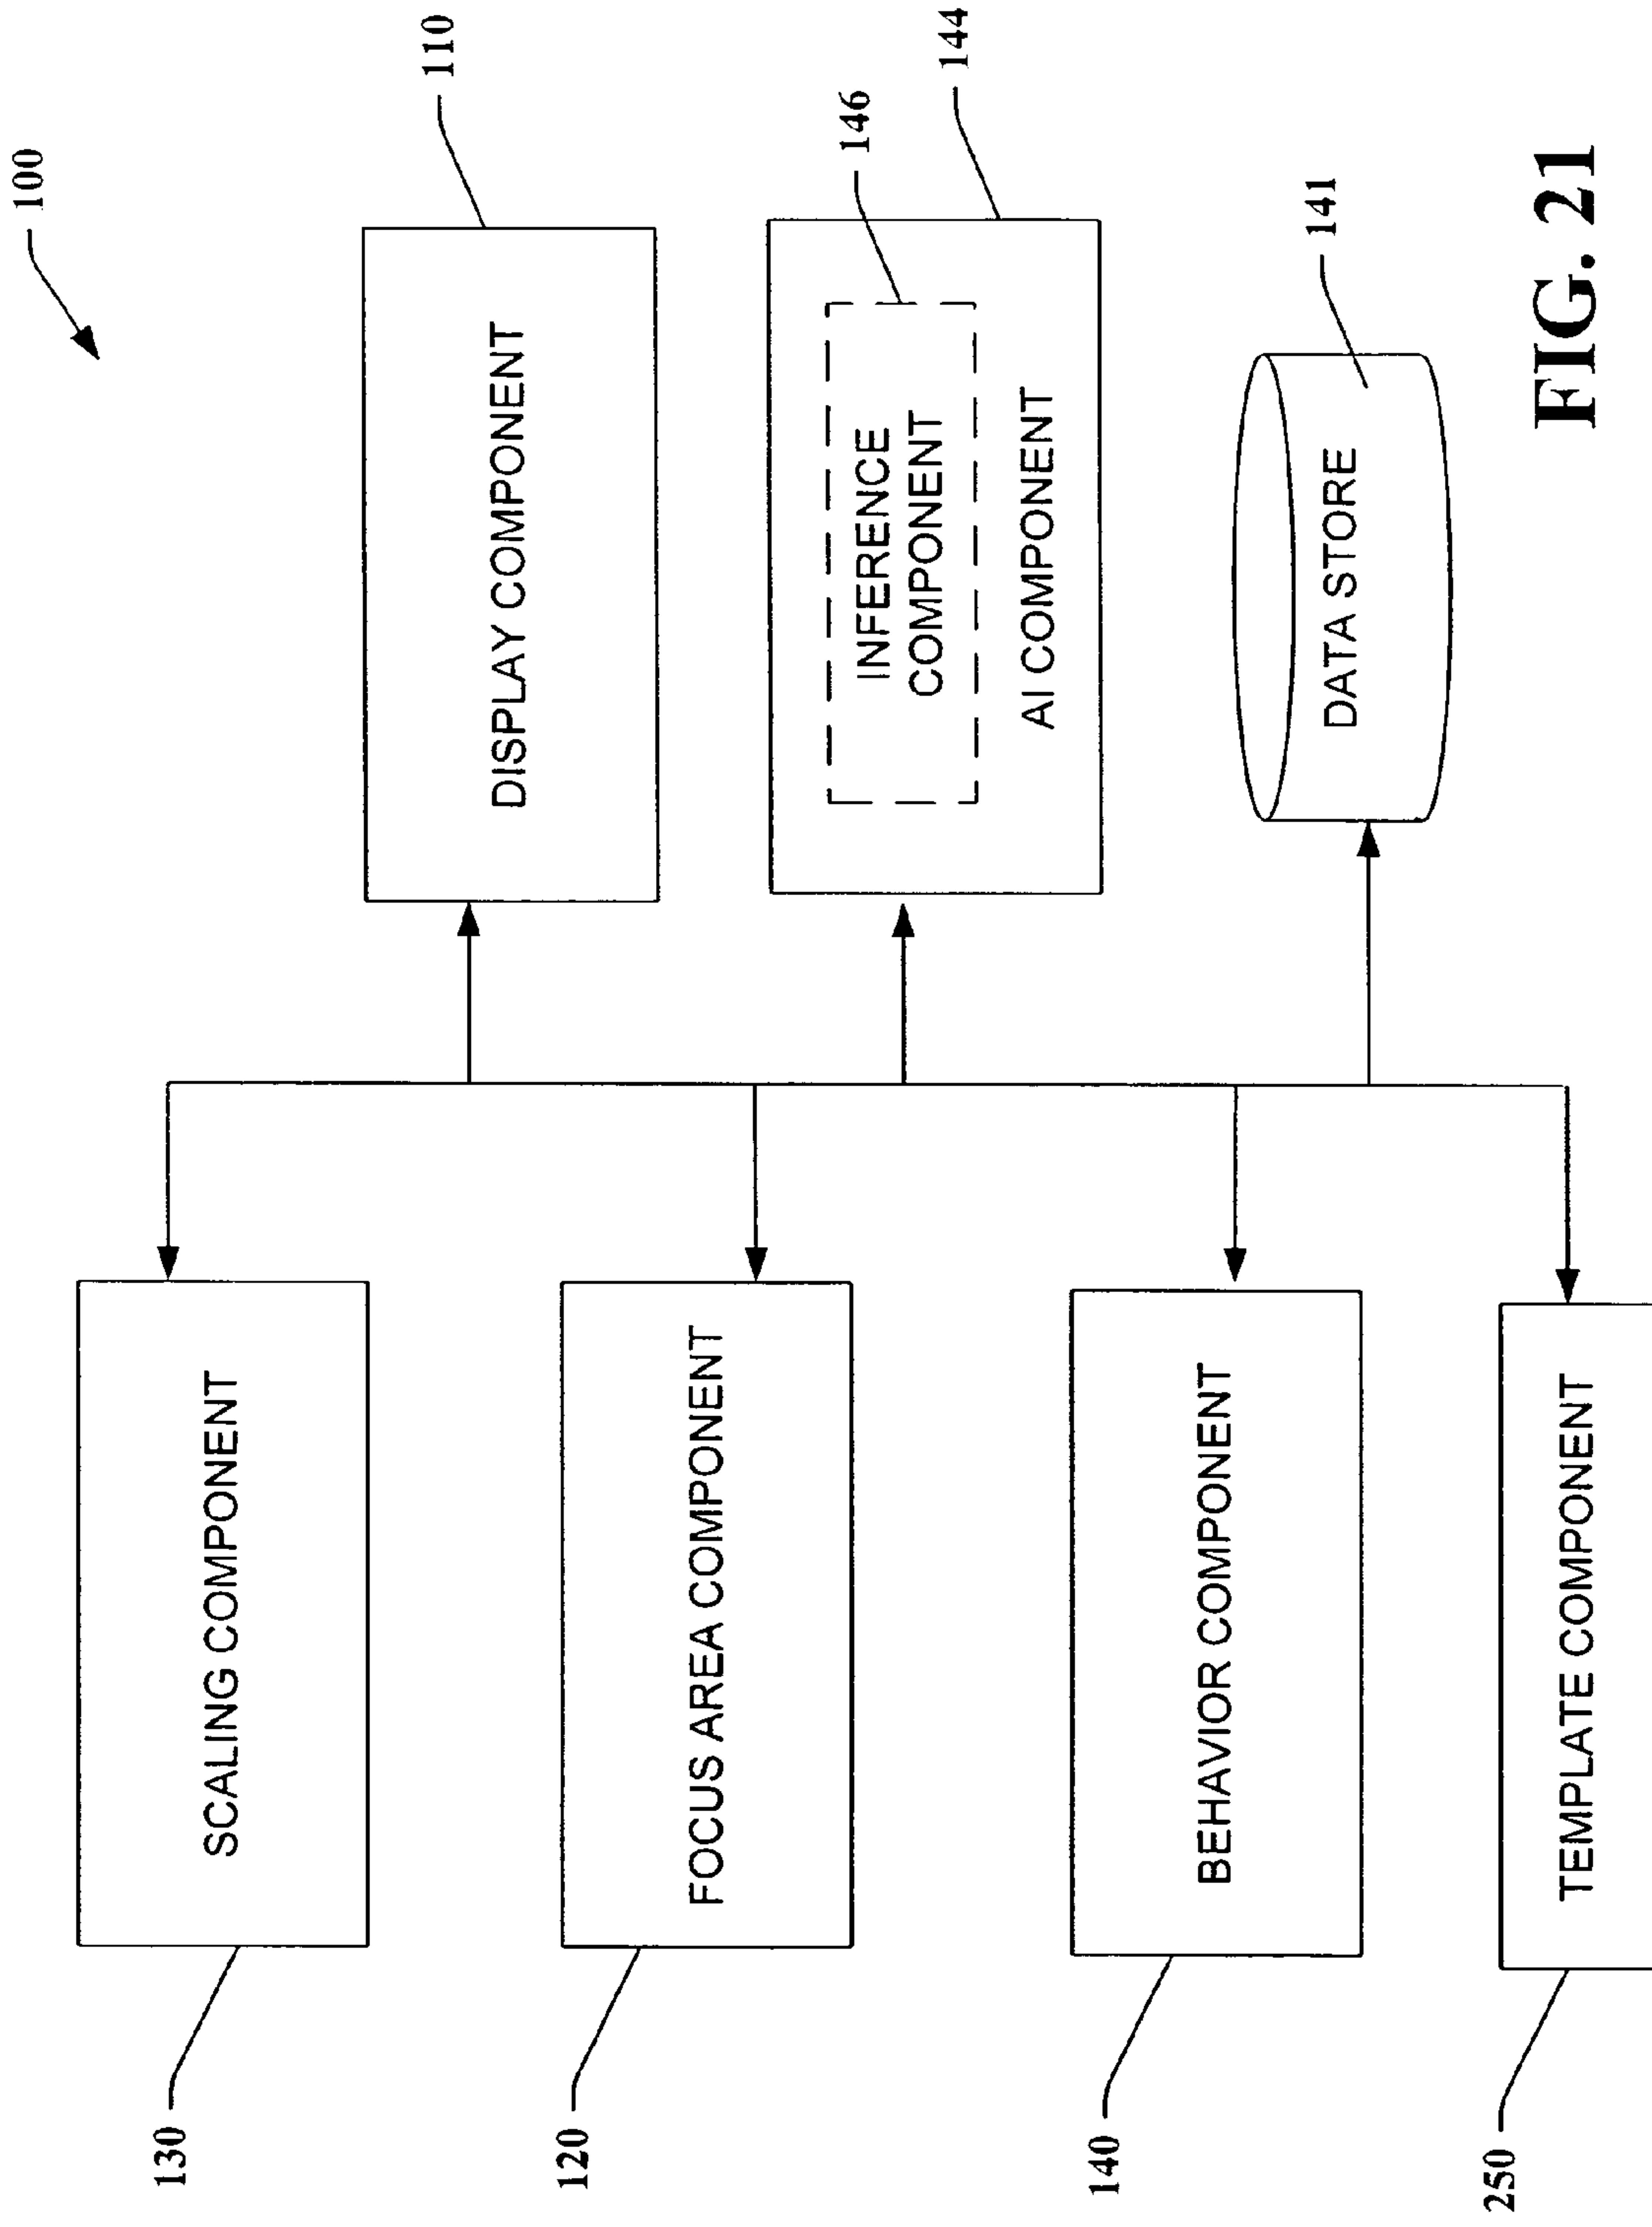 100
130
SCALING COMPONENT
DISPLAY COMPONENT
110
120
FOCUS AREA COMPONENT
INFERENCE
COMPONENT
146
AI COMPONENT
144
140
BEHAVIOR COMPONENT
DATA STORE
141
250
TEMPLATE COMPONENT
FIG. 21